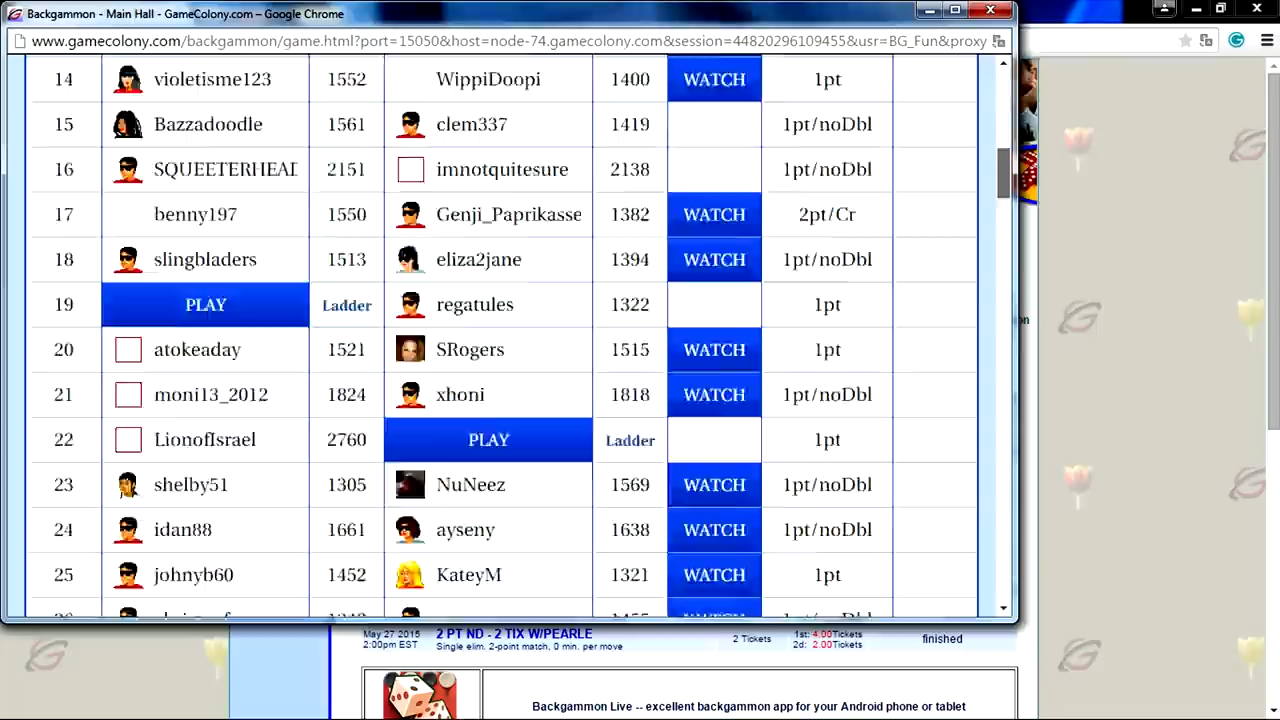 Backgammon - Main Hall - GameColony.com – Google Chrome
www.gamecolony.com/backgammon/game.html?port=15050&host=node-74.gamecolony.com&session=44820296109455&usr=BG_Fun&proxy
14 violetisme123 1552 WippiDoopi 1400 WATCH 1pt
15 Bazzadoodle 1561 clem337 1419 1pt/noDbl
16 SQUEETERHEAD 2151 imnotquitesure 2138 1pt/noDbl
17 benny197 1550 Genji_Paprikasse 1382 WATCH 2pt/Cr
18 slingbladers 1513 eliza2jane 1394 WATCH 1pt/noDbl
19 PLAY Ladder regatules 1322 1pt
20 atokeaday 1521 SRogers 1515 WATCH 1pt
21 moni13_2012 1824 xhoni 1818 WATCH 1pt/noDbl
22 LionofIsrael 2760 PLAY Ladder 1pt
23 shelby51 1305 NuNeez 1569 WATCH 1pt/noDbl
24 idan88 1661 ayseny 1638 WATCH 1pt/noDbl
25 johnyb60 1452 KateyM 1321 WATCH 1pt
on
May 27 2015 2 PT ND - 2 TIX W/PEARLE 2 Tickets 1st: 4.00Tickets finished
2:00pm EST Single elim. 2-point match, 0 min. per move 2d: 2.00Tickets
Backgammon Live -- excellent backgammon app for your Android phone or tablet